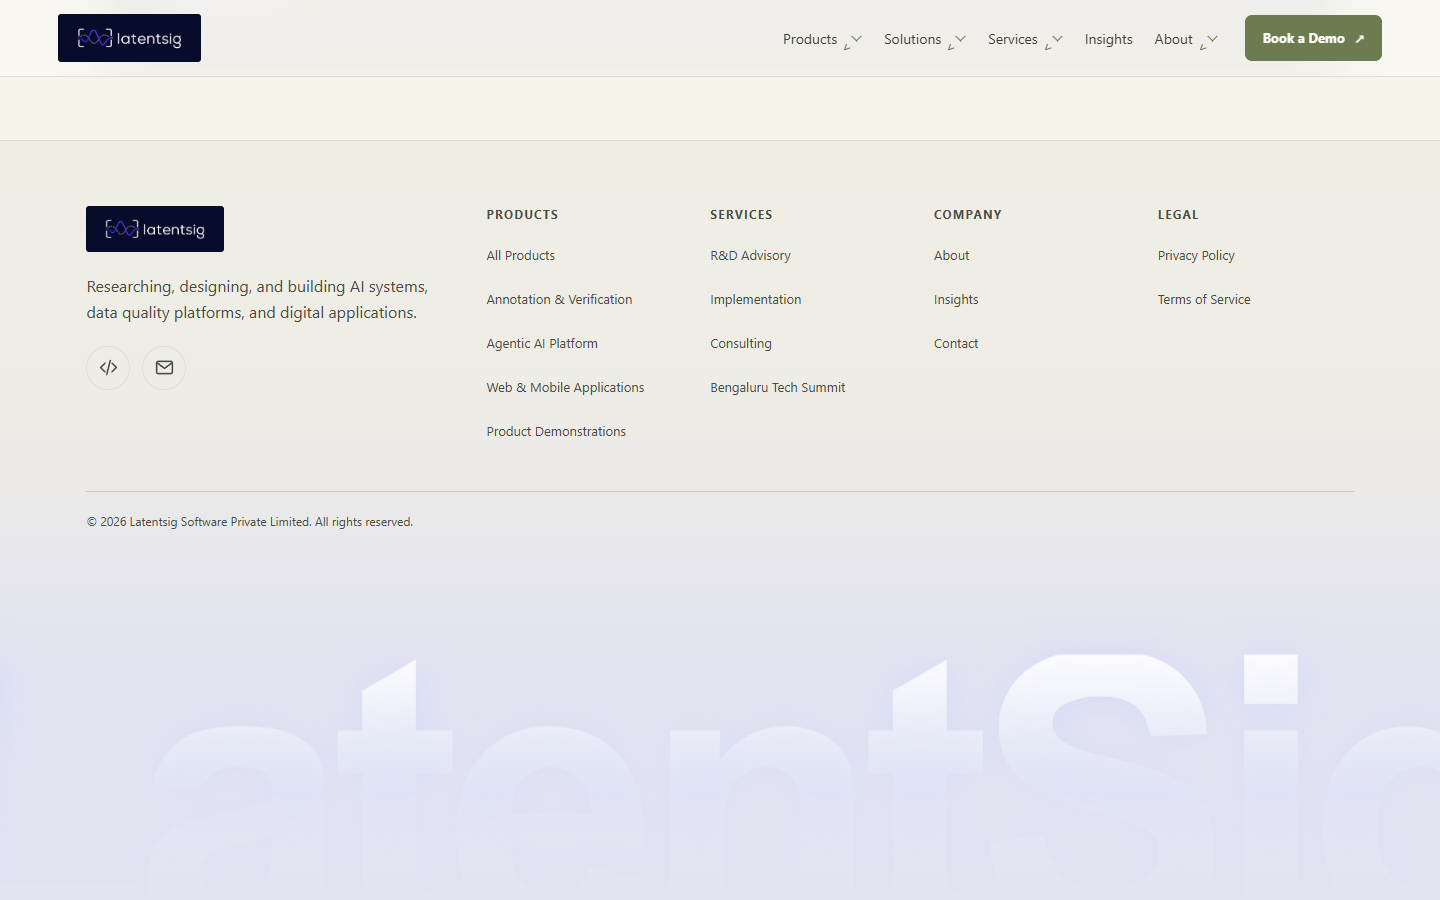 latentsig
Products
Solutions
Services
Insights
About
Book a Demo ↗
latentsig
Researching, designing, and building AI systems,
data quality platforms, and digital applications.
PRODUCTS
All Products
Annotation & Verification
Agentic AI Platform
Web & Mobile Applications
Product Demonstrations
SERVICES
R&D Advisory
Implementation
Consulting
Bengaluru Tech Summit
COMPANY
About
Insights
Contact
LEGAL
Privacy Policy
Terms of Service
© 2026 Latentsig Software Private Limited. All rights reserved.
LatentSig